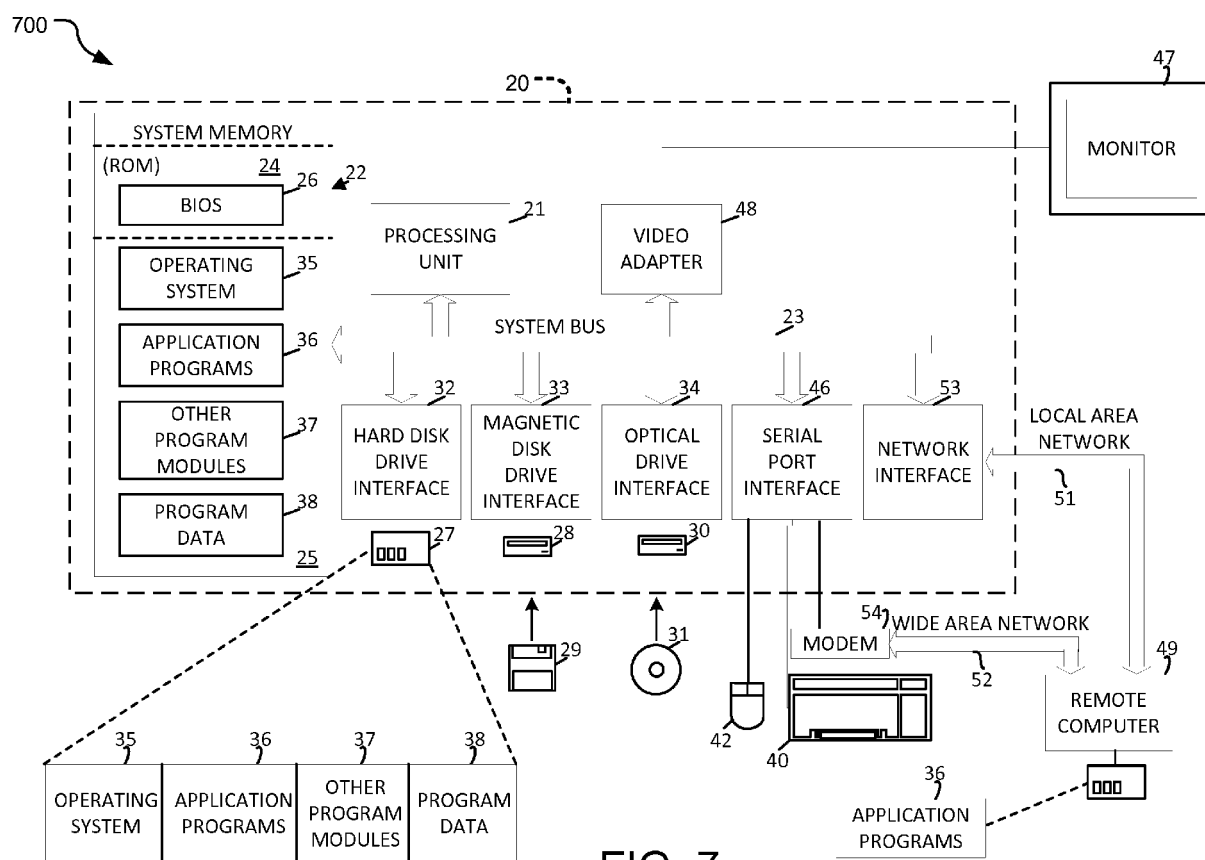 700
20
47
SYSTEM MEMORY
MONITOR
(ROM)
24
26
22
BIOS
21
48
PROCESSING
UNIT
VIDEO
ADAPTER
35
OPERATING
SYSTEM
SYSTEM BUS
23
36
APPLICATION
PROGRAMS
32
33
34
46
53
37
OTHER
PROGRAM
MODULES
HARD DISK
DRIVE
INTERFACE
MAGNETIC
DISK
DRIVE
INTERFACE
OPTICAL
DRIVE
INTERFACE
SERIAL
PORT
INTERFACE
NETWORK
INTERFACE
LOCAL AREA
NETWORK
51
38
PROGRAM
DATA
25
27
28
30
29
31
54
MODEM
WIDE AREA NETWORK
52
49
REMOTE
COMPUTER
42
40
35
36
37
38
OPERATING
SYSTEM
APPLICATION
PROGRAMS
OTHER
PROGRAM
MODULES
PROGRAM
DATA
36
APPLICATION
PROGRAMS